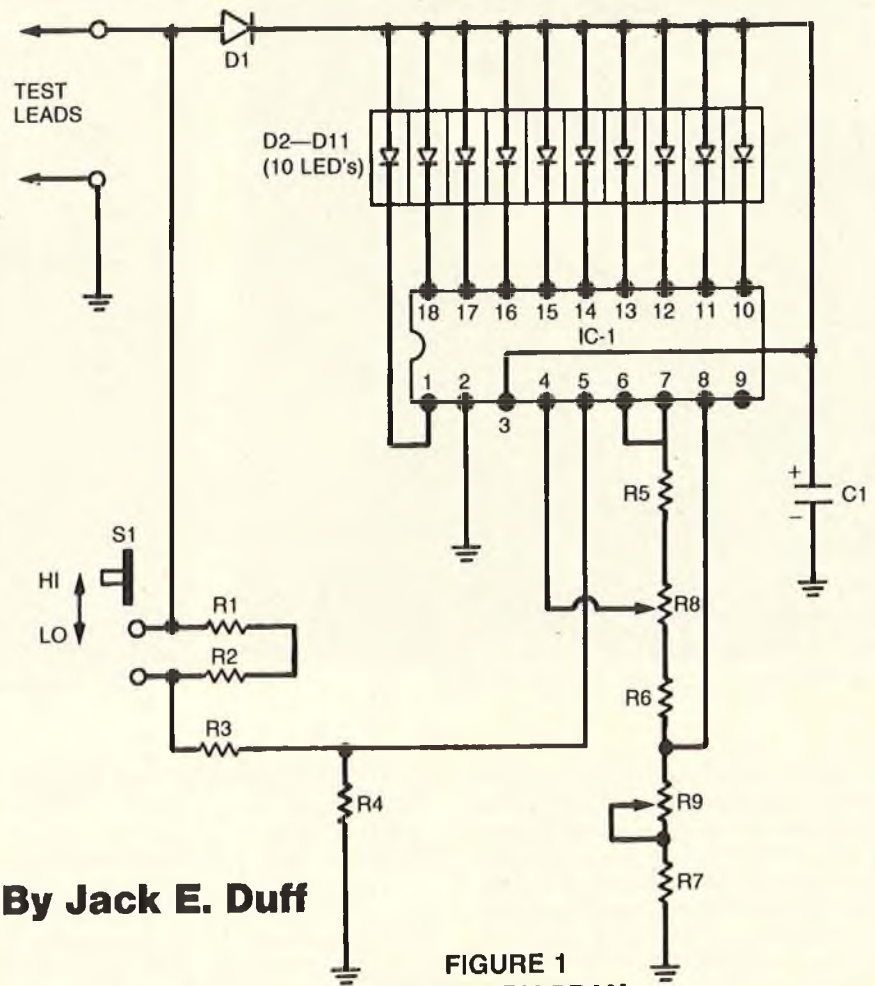 D1
TEST
LEADS
D2—D11
(10 LED's)
18 17 16 15 14 13 12 11 10
IC-1
1 2 3 4 5 6 7 8 9
R5
+
C1
−
S1
HI
R1
R8
LO
R2
R6
R3
R4
R9
R7
By Jack E. Duff
FIGURE 1